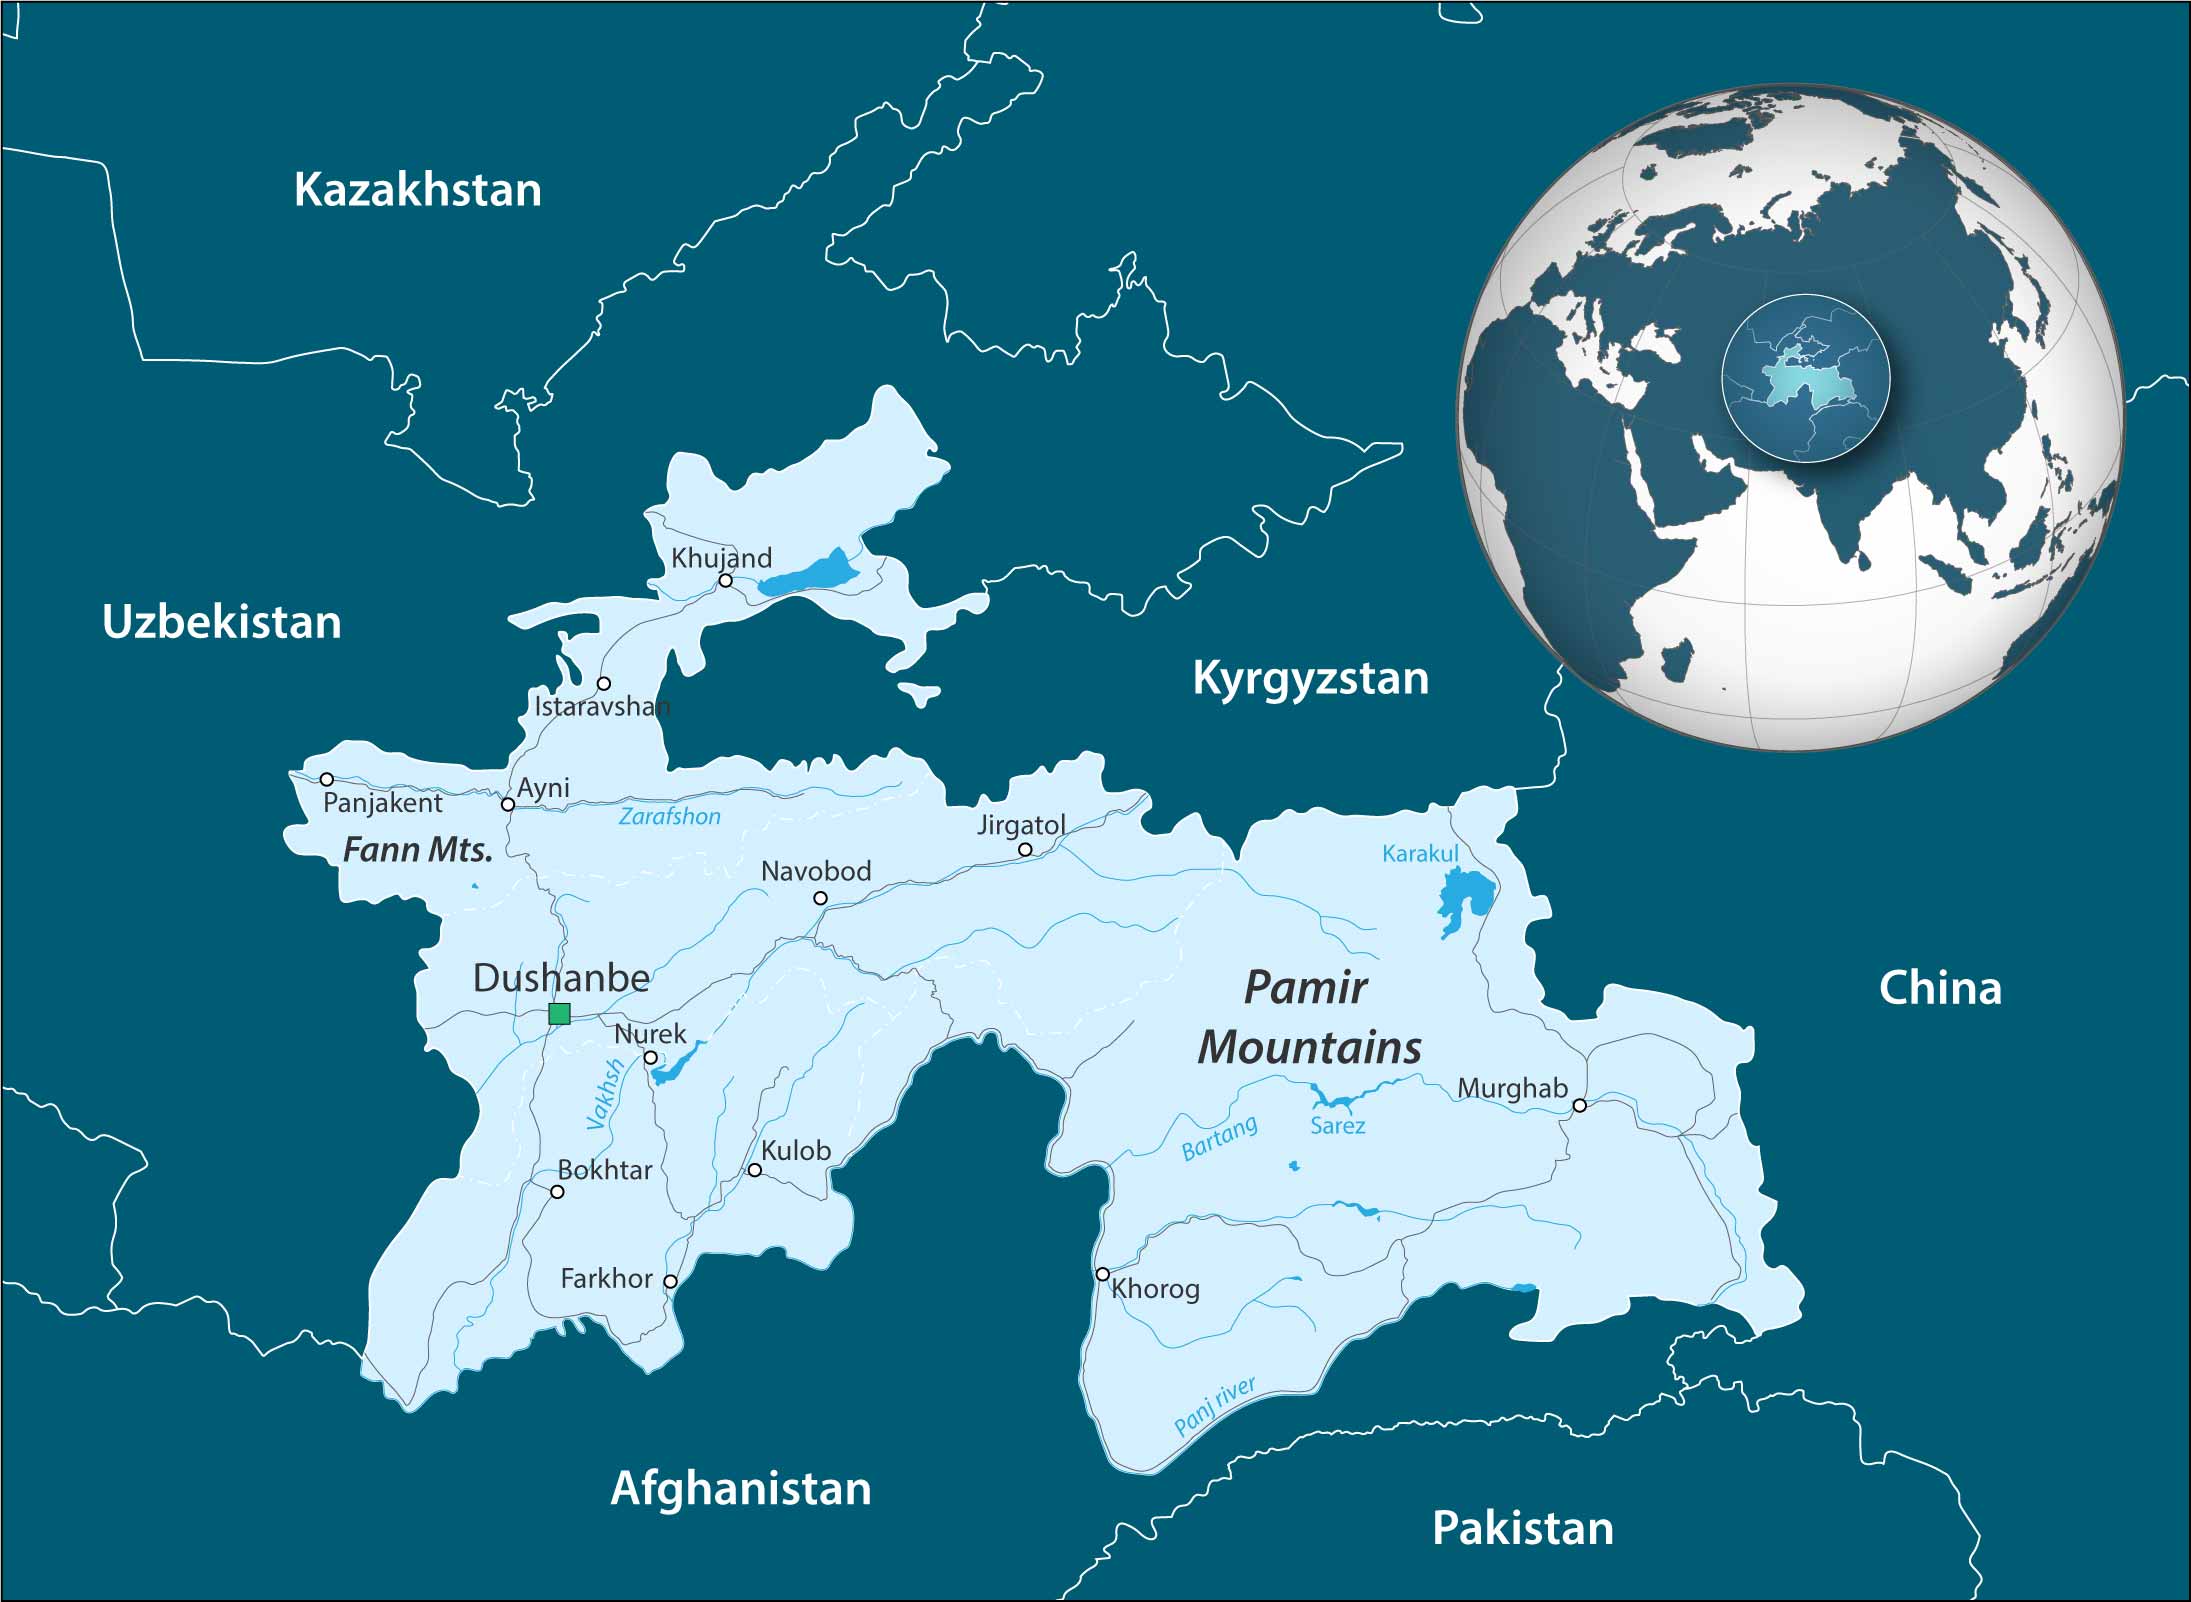 Kazakhstan
Khujand
Uzbekistan
Kyrgyzstan
Istaravshan
Panjakent
Ayni
Zarafshon
Fann Mts.
Jirgatol
Navobod
Karakul
Dushanbe
Pamir
Mountains
China
Nurek
Vakhsh
Murghab
Bartang
Sarez
Kulob
Bokhtar
Farkhor
Khorog
Panj river
Afghanistan
Pakistan